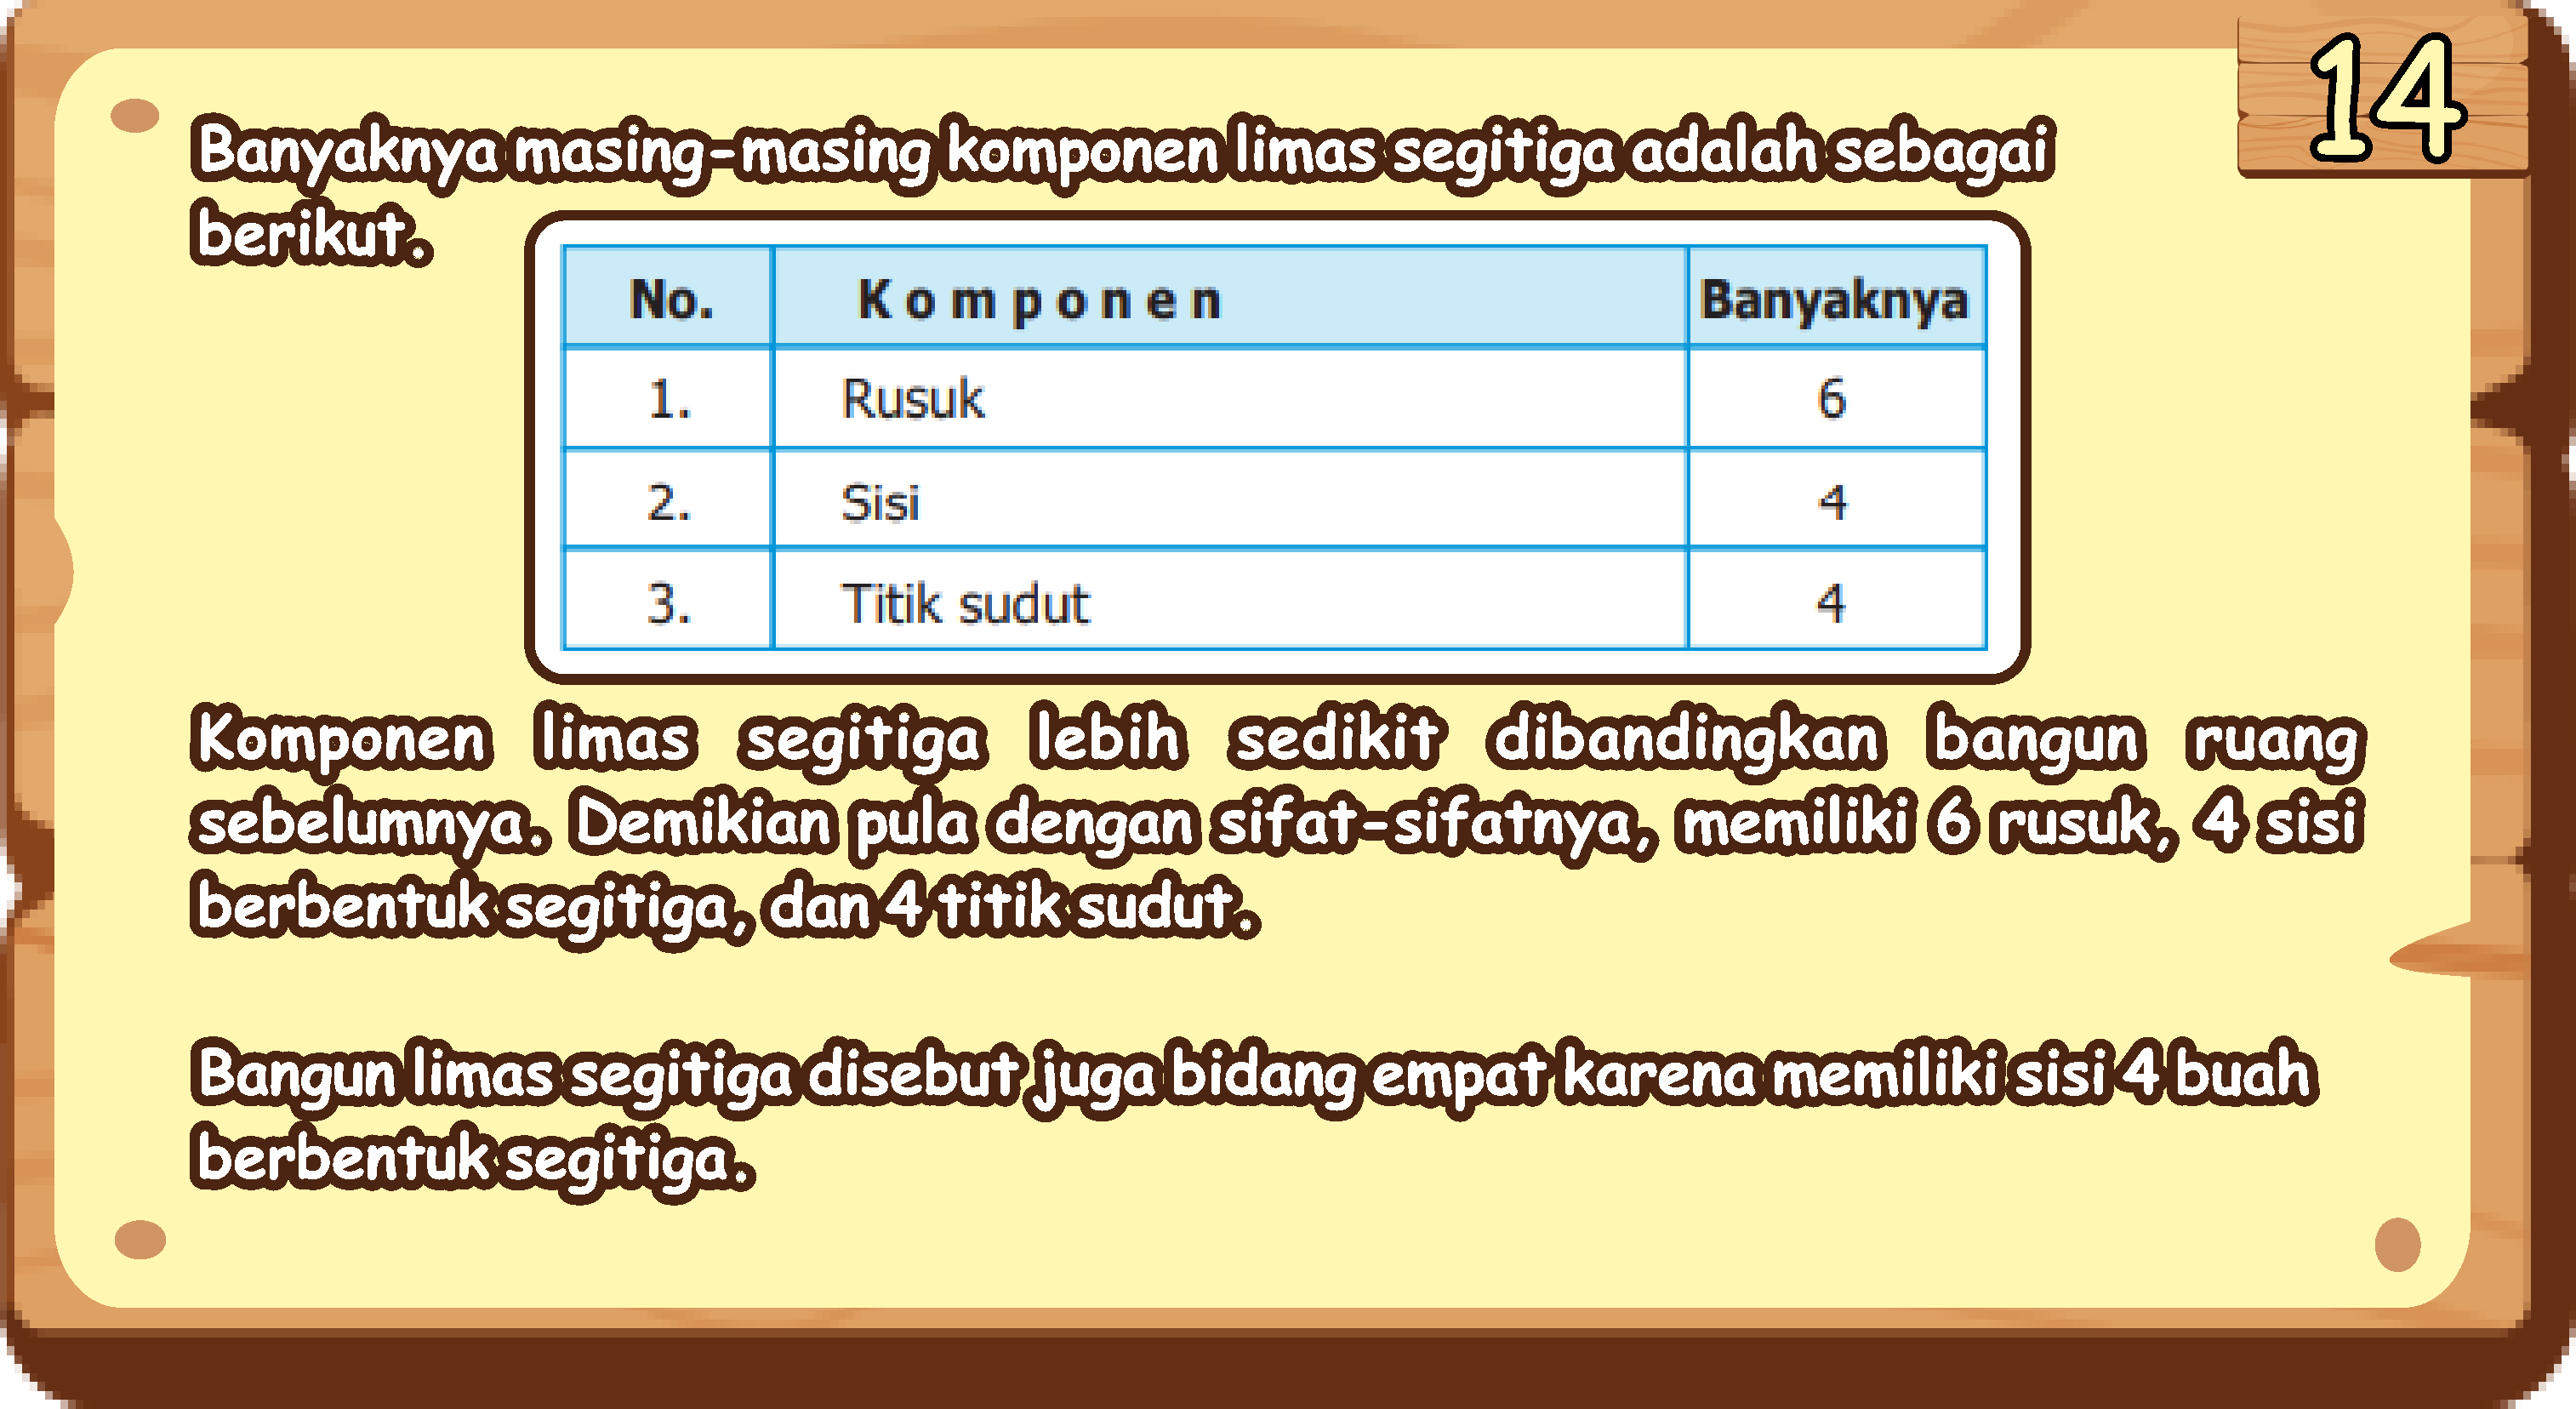 14
Banyaknya masing-masing komponen limas segitiga adalah sebagai
berikut.
No. Komponen Banyaknya
1. Rusuk 6
2. Sisi 4
3. Titik sudut 4
Komponen limas segitiga lebih sedikit dibandingkan bangun ruang
sebelumnya. Demikian pula dengan sifat-sifatnya, memiliki 6 rusuk, 4 sisi
berbentuk segitiga, dan 4 titik sudut.
Bangun limas segitiga disebut juga bidang empat karena memiliki sisi 4 buah
berbentuk segitiga.